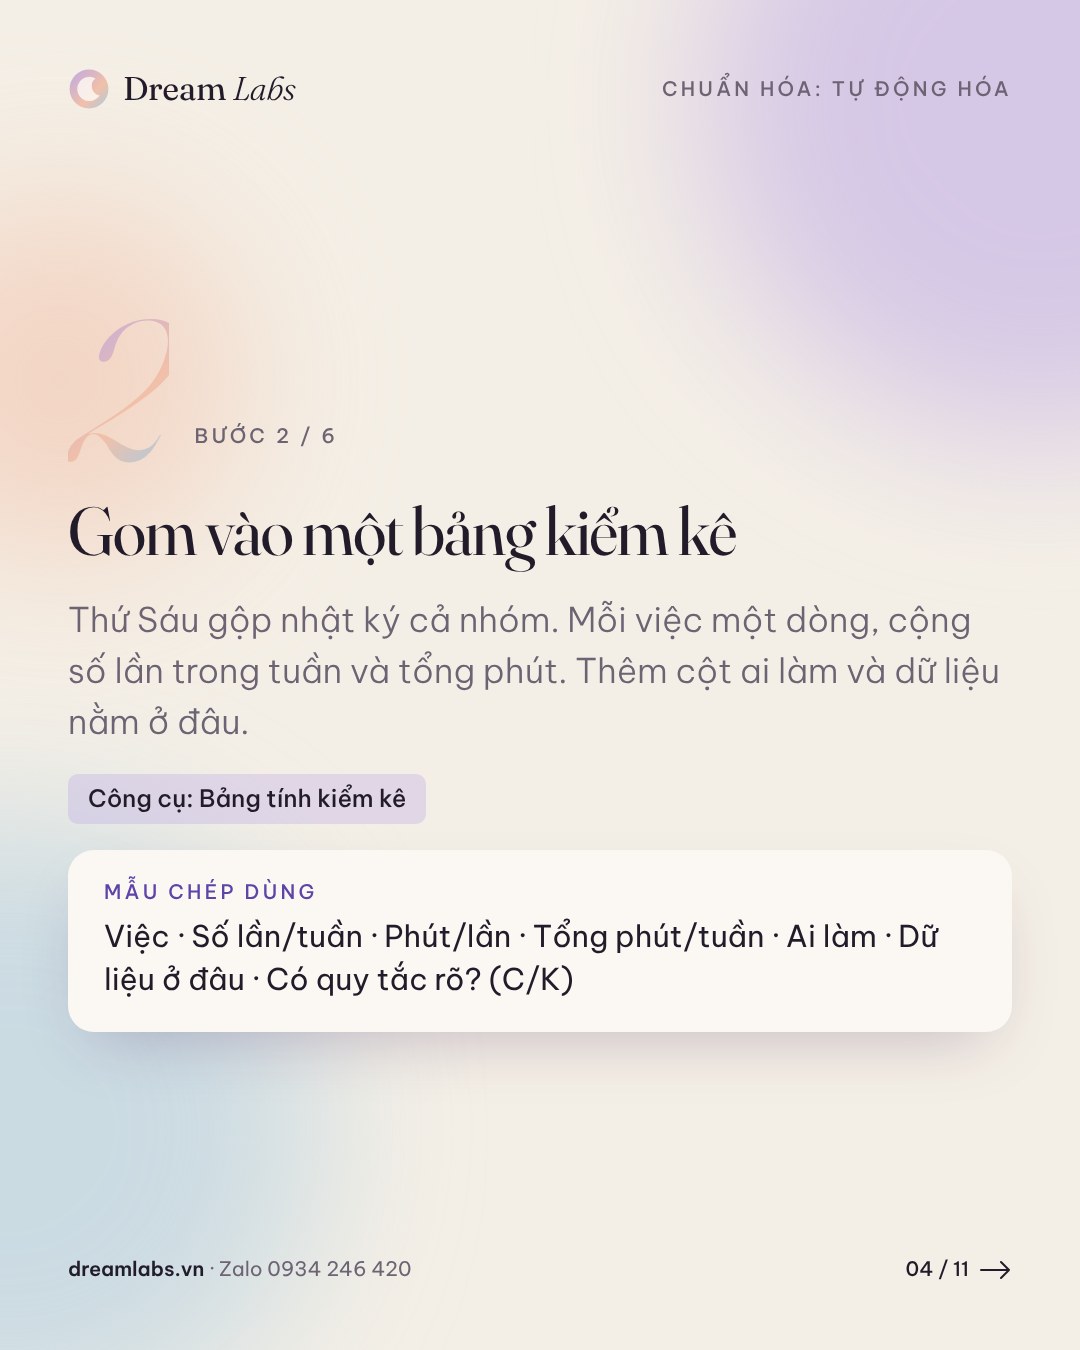 Dream Labs
CHUẨN HÓA: TỰ ĐỘNG HÓA
2
BƯỚC 2 / 6
Gom vào một bảng kiểm kê
Thứ Sáu gộp nhật ký cả nhóm. Mỗi việc một dòng, cộng
số lần trong tuần và tổng phút. Thêm cột ai làm và dữ liệu
nằm ở đâu.
Công cụ: Bảng tính kiểm kê
MẪU CHÉP DÙNG
Việc · Số lần/tuần · Phút/lần · Tổng phút/tuần · Ai làm · Dữ
liệu ở đâu · Có quy tắc rõ? (C/K)
dreamlabs.vn · Zalo 0934 246 420
04 / 11 →